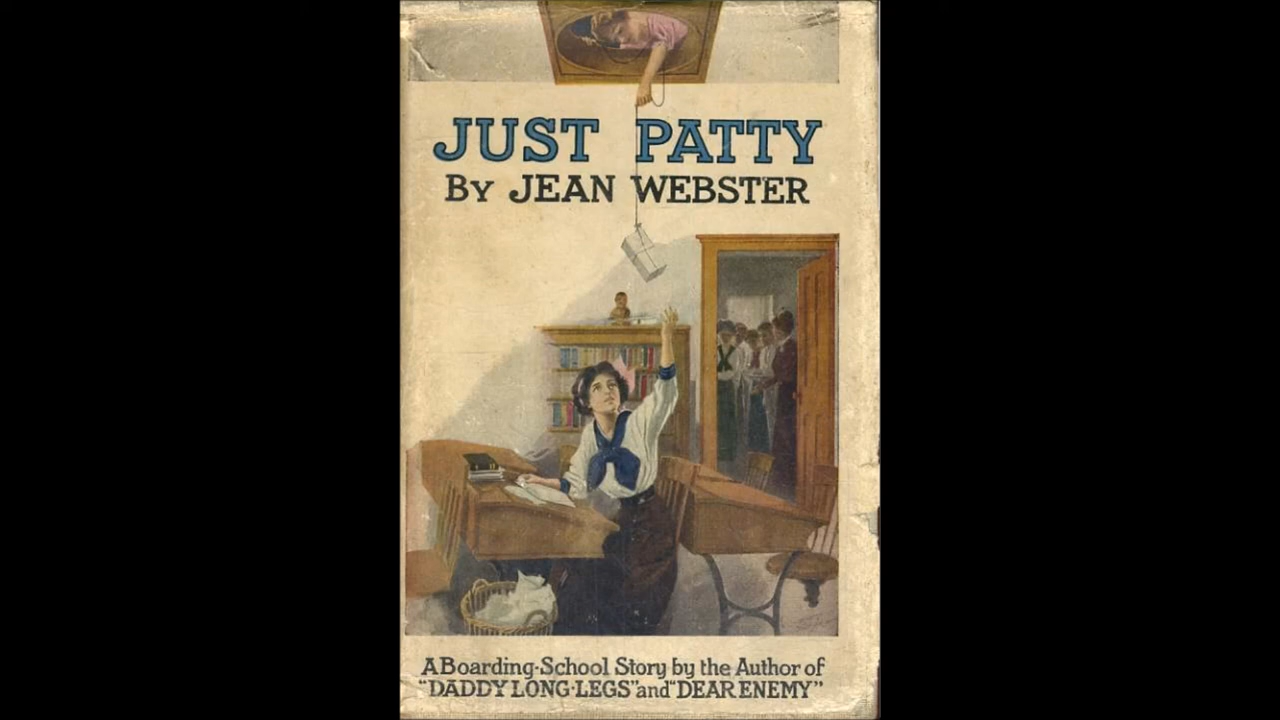 JUST PATTY
BY JEAN WEBSTER
A Boarding-School Story by the Author of
"DADDY LONG-LEGS" and "DEAR ENEMY"